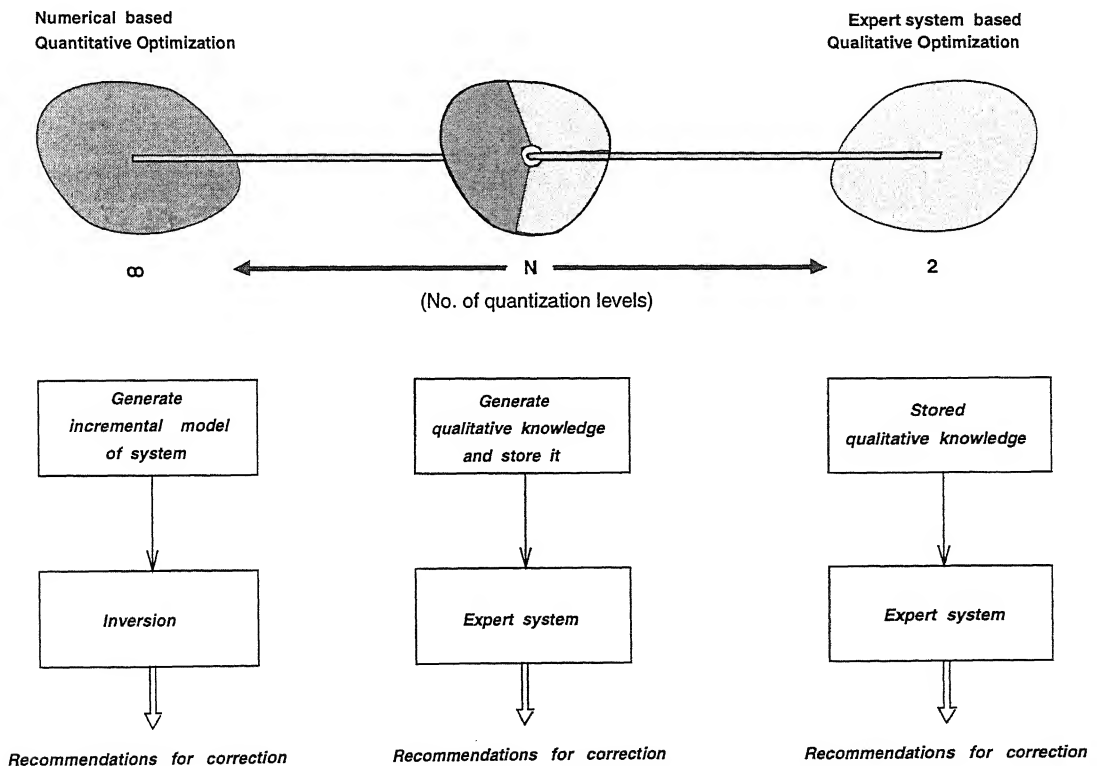 Numerical based
Quantitative Optimization
Expert system based
Qualitative Optimization
∞
N
2
(No. of quantization levels)
Generate
incremental model
of system
Generate
qualitative knowledge
and store it
Stored
qualitative knowledge
Inversion
Expert system
Expert system
Recommendations for correction
Recommendations for correction
Recommendations for correction